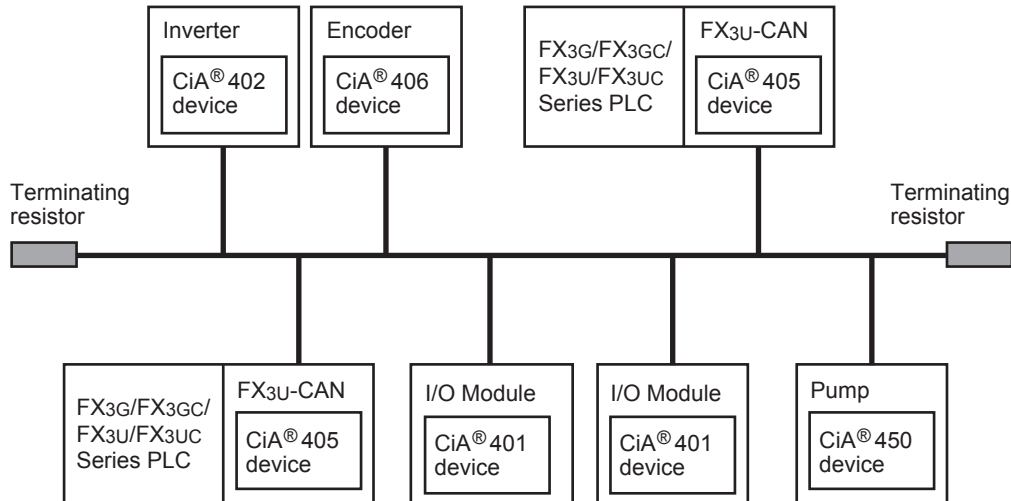 Inverter
CiA® 402
device
Encoder
CiA® 406
device
FX3G/FX3GC/
FX3U/FX3UC
Series PLC
FX3U-CAN
CiA® 405
device
Terminating
resistor
Terminating
resistor
FX3G/FX3GC/
FX3U/FX3UC
Series PLC
FX3U-CAN
CiA® 405
device
I/O Module
CiA® 401
device
I/O Module
CiA® 401
device
Pump
CiA® 450
device